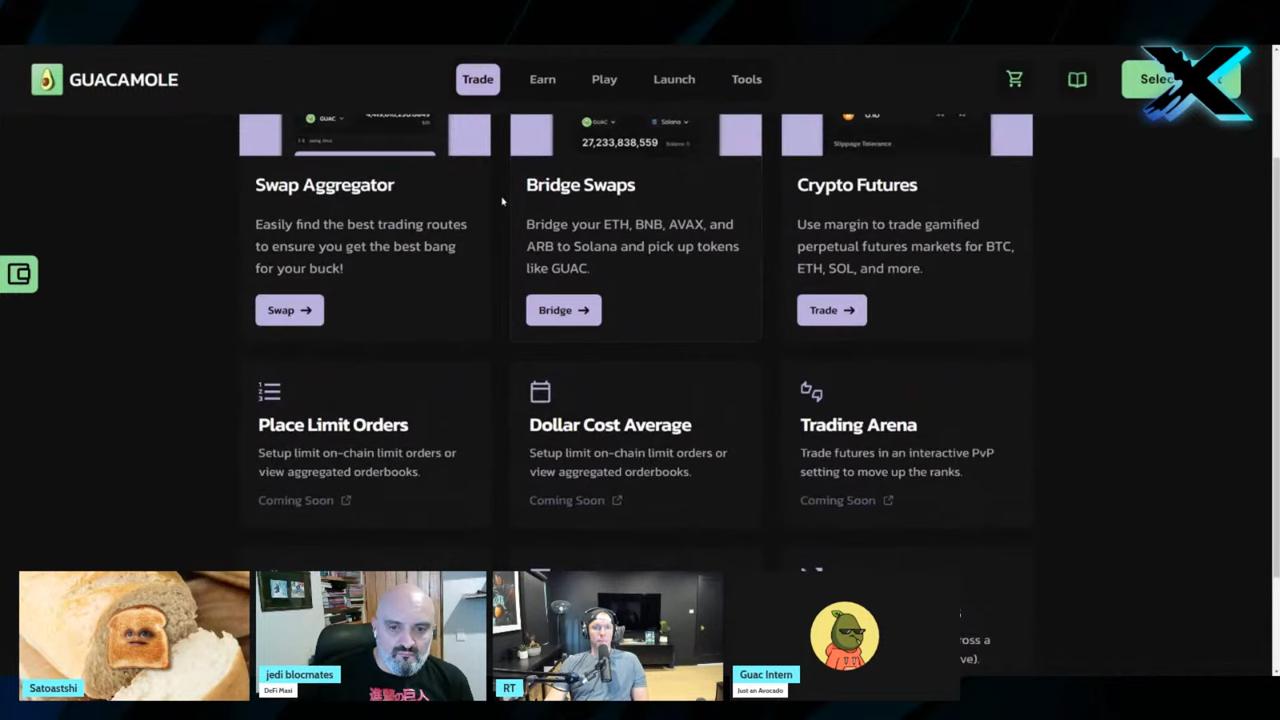 GUACAMOLE
Trade
Earn
Play
Launch
Tools
Selec
X
GUAC
GUAC
Solana
27,233,838,559
Slippage Tolerance
Swap Aggregator
Easily find the best trading routes
to ensure you get the best bang
for your buck!
Swap →
Bridge Swaps
Bridge your ETH, BNB, AVAX, and
ARB to Solana and pick up tokens
like GUAC.
Bridge →
Crypto Futures
Use margin to trade gamified
perpetual futures markets for BTC,
ETH, SOL, and more.
Trade →
Place Limit Orders
Setup limit on-chain limit orders or
view aggregated orderbooks.
Coming Soon
Dollar Cost Average
Setup limit on-chain limit orders or
view aggregated orderbooks.
Coming Soon
Trading Arena
Trade futures in an interactive PvP
setting to move up the ranks.
Coming Soon
Satoastshi
jedi blocmates
DeFi Maxi
RT
Guac Intern
Just an Avocado